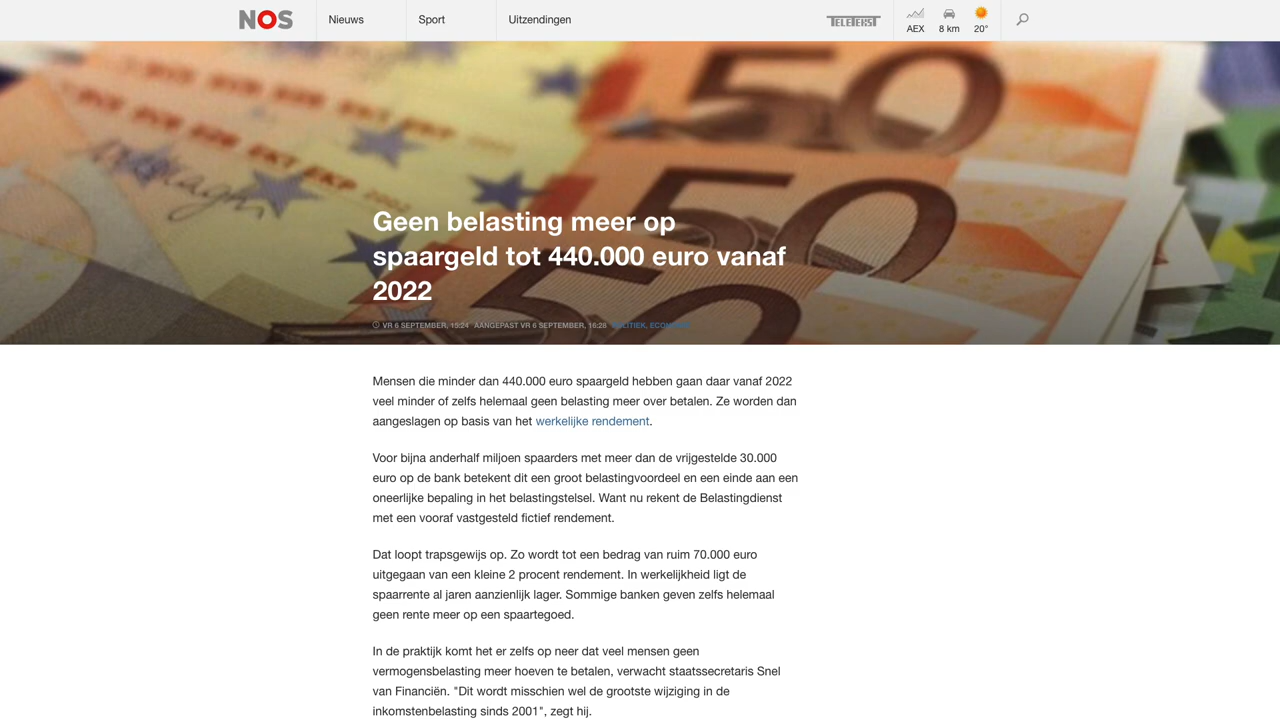 NOS
Nieuws
Sport
Uitzendingen
TELETEKST
AEX
8 km
20°
50
50
EKT EKP 2002
Geen belasting meer op
spaargeld tot 440.000 euro vanaf
2022
VR 6 SEPTEMBER, 15:24 AANGEPAST VR 6 SEPTEMBER, 16:28 POLITIEK, ECONOMIE
Mensen die minder dan 440.000 euro spaargeld hebben gaan daar vanaf 2022
veel minder of zelfs helemaal geen belasting meer over betalen. Ze worden dan
aangeslagen op basis van het werkelijke rendement.
Voor bijna anderhalf miljoen spaarders met meer dan de vrijgestelde 30.000
euro op de bank betekent dit een groot belastingvoordeel en een einde aan een
oneerlijke bepaling in het belastingstelsel. Want nu rekent de Belastingdienst
met een vooraf vastgesteld fictief rendement.
Dat loopt trapsgewijs op. Zo wordt tot een bedrag van ruim 70.000 euro
uitgegaan van een kleine 2 procent rendement. In werkelijkheid ligt de
spaarrente al jaren aanzienlijk lager. Sommige banken geven zelfs helemaal
geen rente meer op een spaartegoed.
In de praktijk komt het er zelfs op neer dat veel mensen geen
vermogensbelasting meer hoeven te betalen, verwacht staatssecretaris Snel
van Financiën. "Dit wordt misschien wel de grootste wijziging in de
inkomstenbelasting sinds 2001", zegt hij.